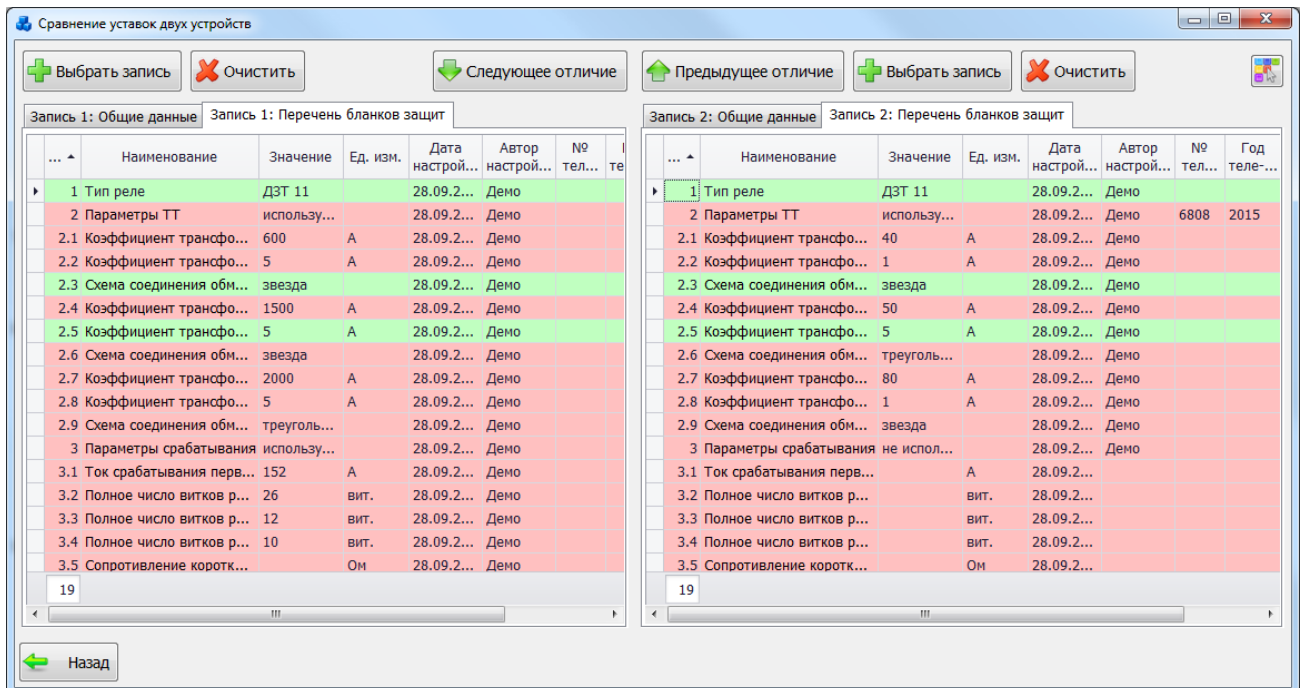 Сравнение уставок двух устройств
Выбрать запись Очистить Следующее отличие Предыдущее отличие Выбрать запись Очистить
Запись 1: Общие данные Запись 1: Перечень бланков защит
... Наименование Значение Ед. изм. Дата настрой... Автор настрой... № тел... те
1 Тип реле ДЗТ 11 28.09.2... Демо
2 Параметры ТТ использу... 28.09.2... Демо
2.1 Коэффициент трансфо... 600 А 28.09.2... Демо
2.2 Коэффициент трансфо... 5 А 28.09.2... Демо
2.3 Схема соединения обм... звезда 28.09.2... Демо
2.4 Коэффициент трансфо... 1500 А 28.09.2... Демо
2.5 Коэффициент трансфо... 5 А 28.09.2... Демо
2.6 Схема соединения обм... звезда 28.09.2... Демо
2.7 Коэффициент трансфо... 2000 А 28.09.2... Демо
2.8 Коэффициент трансфо... 5 А 28.09.2... Демо
2.9 Схема соединения обм... треуголь... 28.09.2... Демо
3 Параметры срабатывания использу... 28.09.2... Демо
3.1 Ток срабатывания перв... 152 А 28.09.2... Демо
3.2 Полное число витков р... 26 вит. 28.09.2... Демо
3.3 Полное число витков р... 12 вит. 28.09.2... Демо
3.4 Полное число витков р... 10 вит. 28.09.2... Демо
3.5 Сопротивление коротк... Ом 28.09.2... Демо
19
Запись 2: Общие данные Запись 2: Перечень бланков защит
... Наименование Значение Ед. изм. Дата настрой... Автор настрой... № тел... Год теле-...
1 Тип реле ДЗТ 11 28.09.2... Демо
2 Параметры ТТ использу... 28.09.2... Демо 6808 2015
2.1 Коэффициент трансфо... 40 А 28.09.2... Демо
2.2 Коэффициент трансфо... 1 А 28.09.2... Демо
2.3 Схема соединения обм... звезда 28.09.2... Демо
2.4 Коэффициент трансфо... 50 А 28.09.2... Демо
2.5 Коэффициент трансфо... 5 А 28.09.2... Демо
2.6 Схема соединения обм... треуголь... 28.09.2... Демо
2.7 Коэффициент трансфо... 80 А 28.09.2... Демо
2.8 Коэффициент трансфо... 1 А 28.09.2... Демо
2.9 Схема соединения обм... звезда 28.09.2... Демо
3 Параметры срабатывания не испол... 28.09.2... Демо
3.1 Ток срабатывания перв... А 28.09.2...
3.2 Полное число витков р... вит. 28.09.2...
3.3 Полное число витков р... вит. 28.09.2...
3.4 Полное число витков р... вит. 28.09.2...
3.5 Сопротивление коротк... Ом 28.09.2...
19
Назад